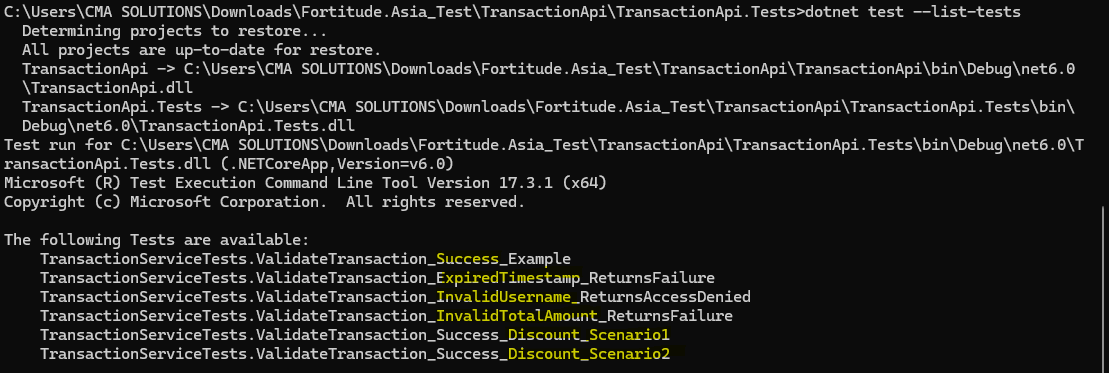 C:\Users\CMA SOLUTIONS\Downloads\Fortitude.Asia_Test\TransactionApi\TransactionApi.Tests>dotnet test --list-tests
Determining projects to restore...
All projects are up-to-date for restore.
TransactionApi -> C:\Users\CMA SOLUTIONS\Downloads\Fortitude.Asia_Test\TransactionApi\TransactionApi\bin\Debug\net6.0
\TransactionApi.dll
TransactionApi.Tests -> C:\Users\CMA SOLUTIONS\Downloads\Fortitude.Asia_Test\TransactionApi\TransactionApi.Tests\bin\
Debug\net6.0\TransactionApi.Tests.dll
Test run for C:\Users\CMA SOLUTIONS\Downloads\Fortitude.Asia_Test\TransactionApi\TransactionApi.Tests\bin\Debug\net6.0\T
ransactionApi.Tests.dll (.NETCoreApp,Version=v6.0)
Microsoft (R) Test Execution Command Line Tool Version 17.3.1 (x64)
Copyright (c) Microsoft Corporation.  All rights reserved.
The following Tests are available:
TransactionServiceTests.ValidateTransaction_Success_Example
TransactionServiceTests.ValidateTransaction_ExpiredTimestamp_ReturnsFailure
TransactionServiceTests.ValidateTransaction_InvalidUsername_ReturnsAccessDenied
TransactionServiceTests.ValidateTransaction_InvalidTotalAmount_ReturnsFailure
TransactionServiceTests.ValidateTransaction_Success_Discount_Scenario1
TransactionServiceTests.ValidateTransaction_Success_Discount_Scenario2